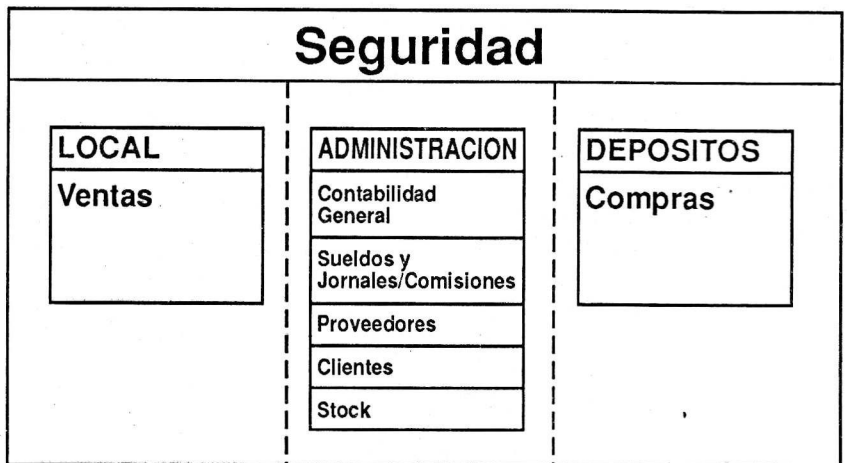 Seguridad
LOCAL
Ventas
ADMINISTRACION
Contabilidad
General
Sueldos y
Jornales/Comisiones
Proveedores
Clientes
Stock
DEPOSITOS
Compras